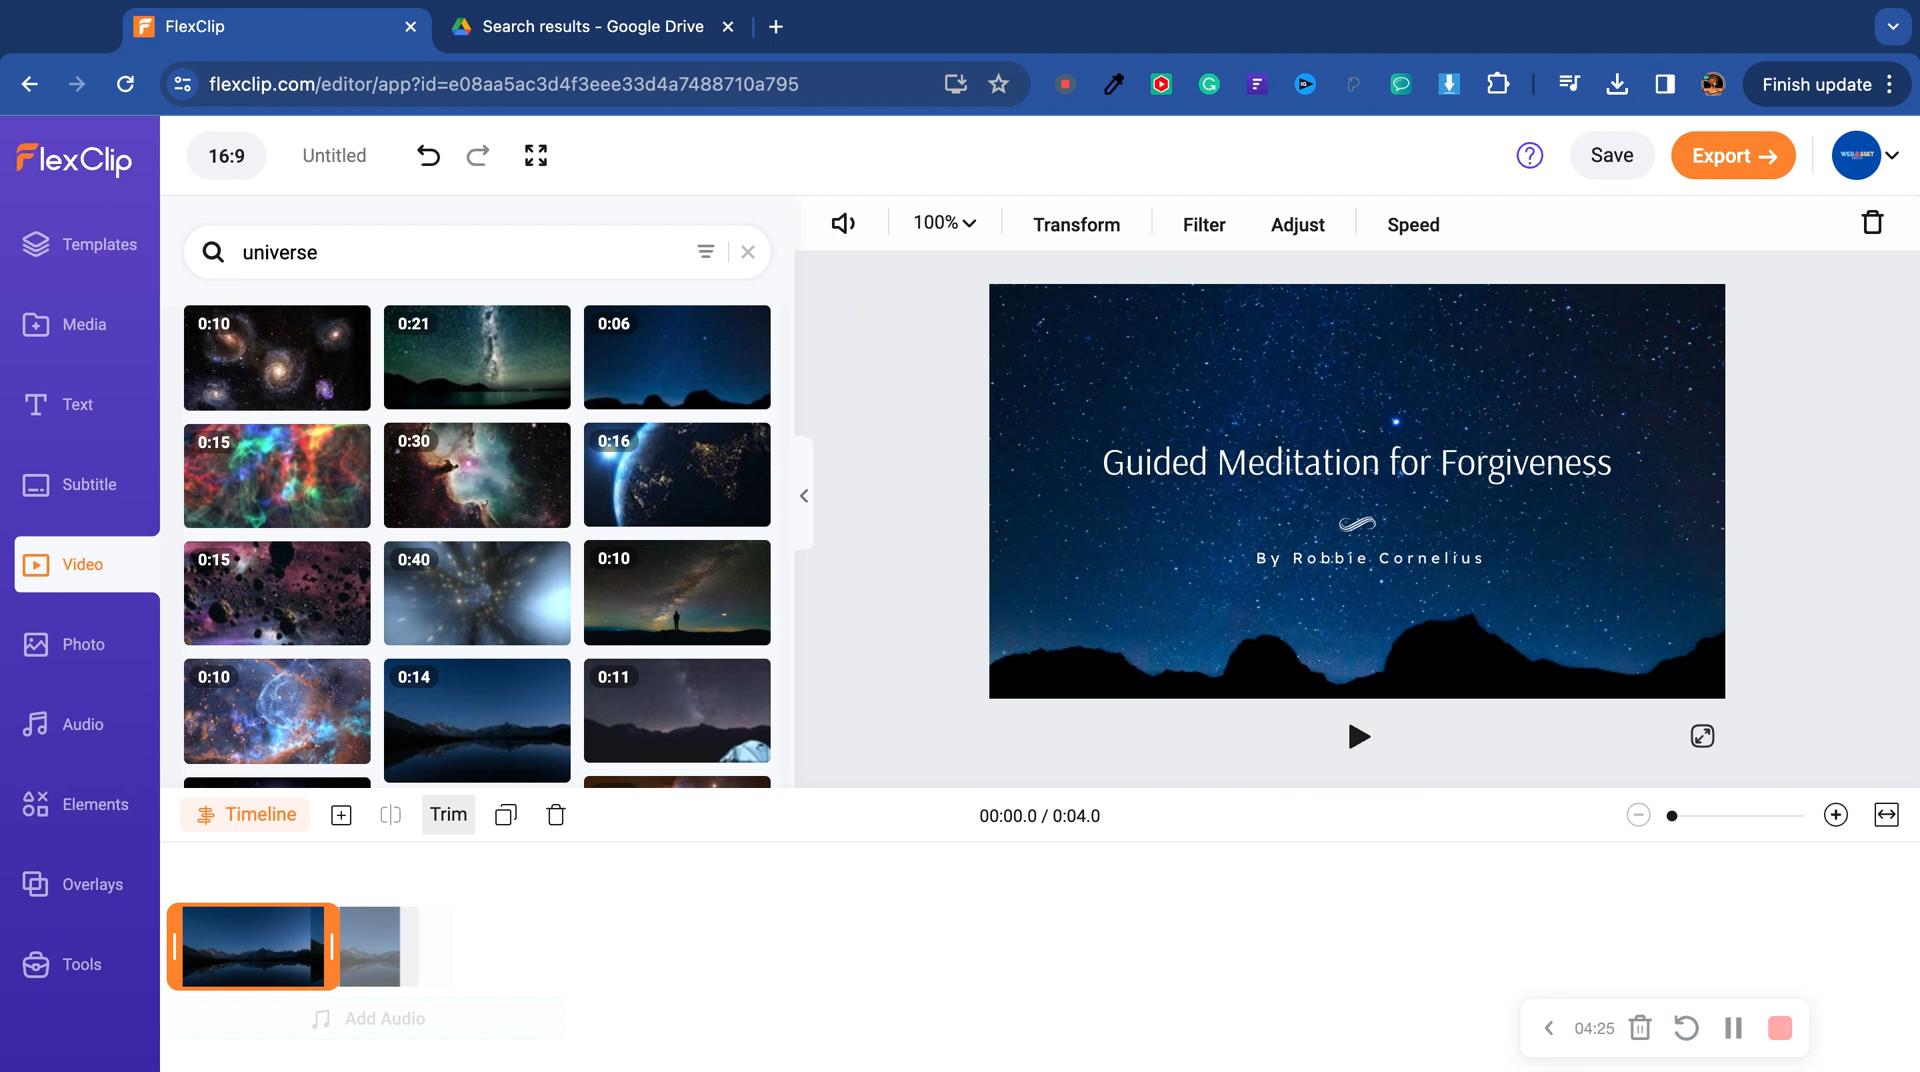 FlexClip
Search results - Google Drive
flexclip.com/editor/app?id=e08aa5ac3d4f3eee33d4a7488710a795
Finish update
FlexClip
16:9
Untitled
Save
Export
Templates
Media
Text
Subtitle
Video
Photo
Audio
Elements
Overlays
Tools
universe
0:10
0:21
0:06
0:15
0:30
0:16
0:15
0:40
0:10
0:10
0:14
0:11
100%
Transform
Filter
Adjust
Speed
Guided Meditation for Forgiveness
By Robbie Cornelius
Timeline
Trim
00:00.0 / 0:04.0
Add Audio
04:25